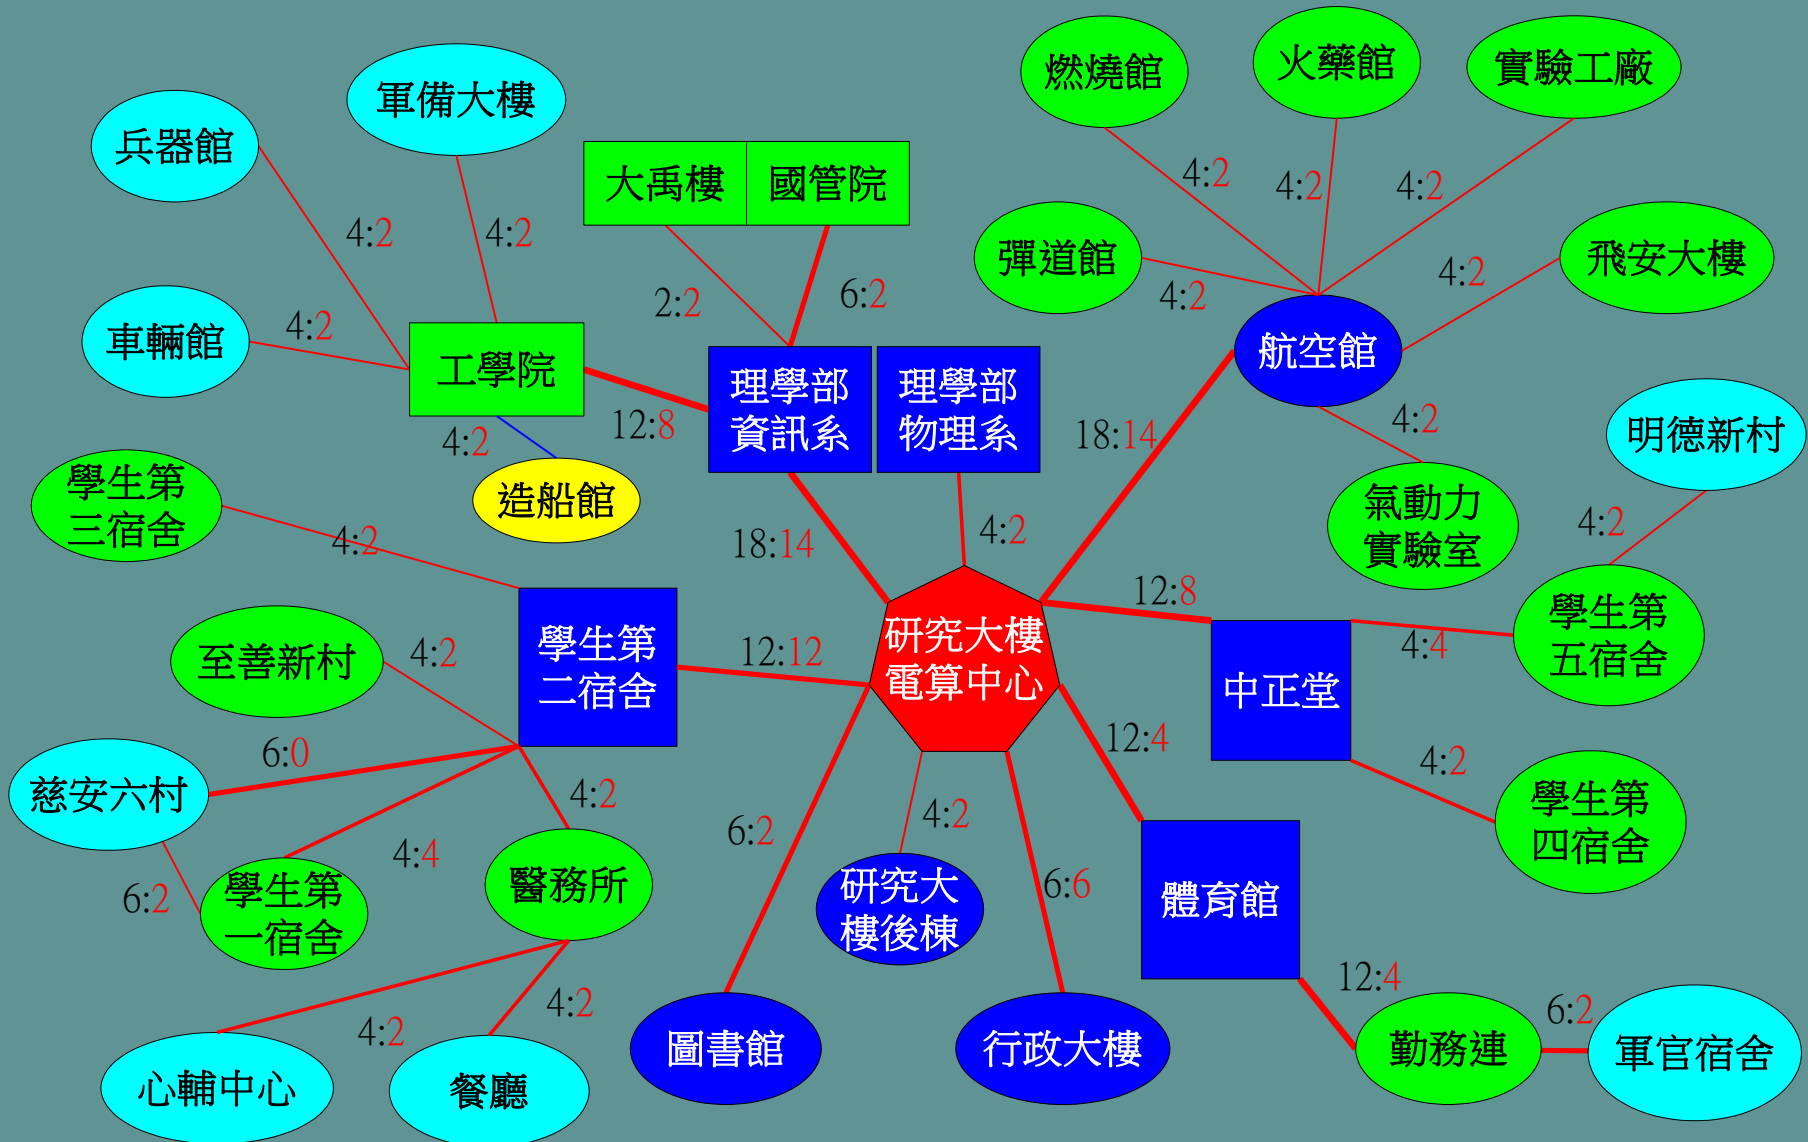 燃燒館
火藥館
實驗工廠
軍備大樓
兵器館
大禹樓
國管院
4:2
4:2
4:2
4:2
4:2
彈道館
飛安大樓
4:2
4:2
2:2
6:2
車輛館
4:2
工學院
理學部
資訊系
理學部
物理系
航空館
12:8
4:2
18:14
4:2
明德新村
學生第
三宿舍
造船館
氣動力
實驗室
4:2
4:2
18:14
4:2
12:8
學生第
五宿舍
4:4
研究大樓
電算中心
學生第
二宿舍
12:12
至善新村
4:2
中正堂
12:4
4:2
6:0
慈安六村
4:2
學生第
四宿舍
4:4
6:2
4:2
6:2
學生第
一宿舍
醫務所
研究大
樓後棟
6:6
體育館
12:4
4:2
4:2
6:2
圖書館
行政大樓
勤務連
軍官宿舍
心輔中心
餐廳